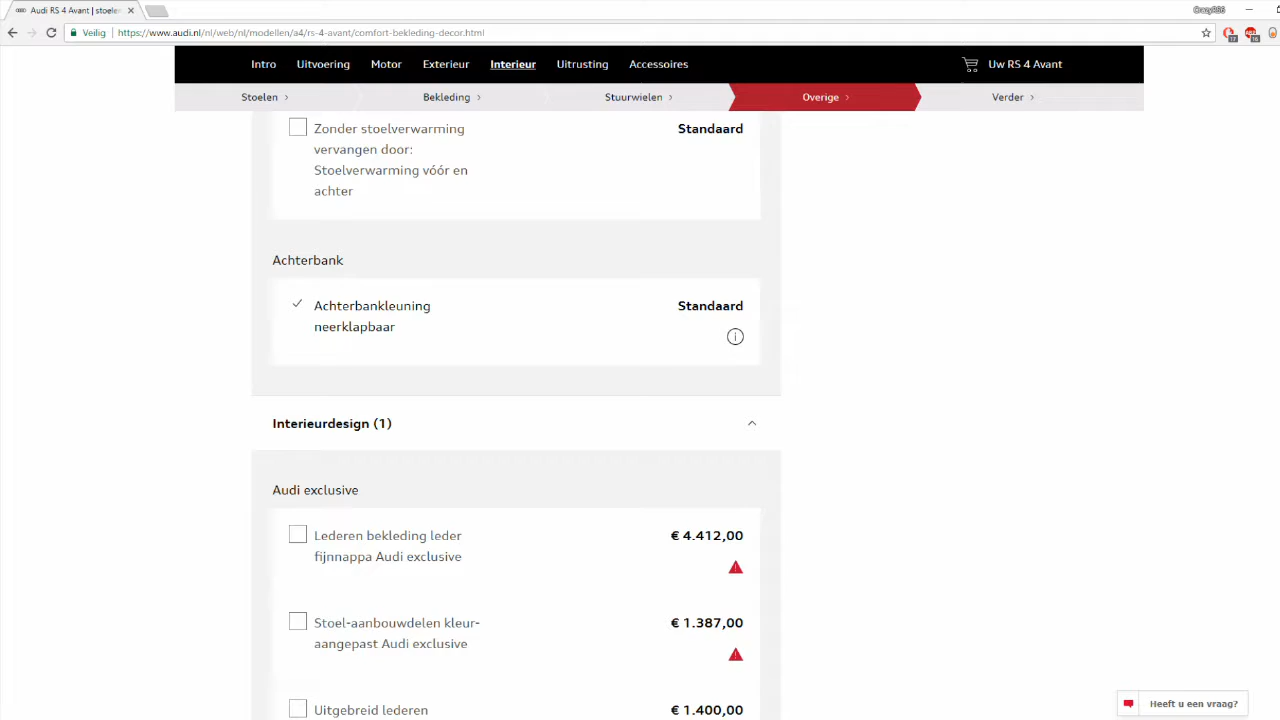 Audi RS 4 Avant | stoele
CrazyRS6
Veilig https://www.audi.nl/nl/web/nl/modellen/a4/rs-4-avant/comfort-bekleding-decor.html
Intro Uitvoering Motor Exterieur Interieur Uitrusting Accessoires Uw RS 4 Avant
Stoelen Bekleding Stuurwielen Overige Verder
Zonder stoelverwarming Standaard
vervangen door:
Stoelverwarming vóór en
achter
Achterbank
Achterbankleuning Standaard
neerklapbaar
Interieurdesign (1)
Audi exclusive
Lederen bekleding leder € 4.412,00
fijnnappa Audi exclusive
Stoel-aanbouwdelen kleur- € 1.387,00
aangepast Audi exclusive
Uitgebreid lederen € 1.400,00
Heeft u een vraag?